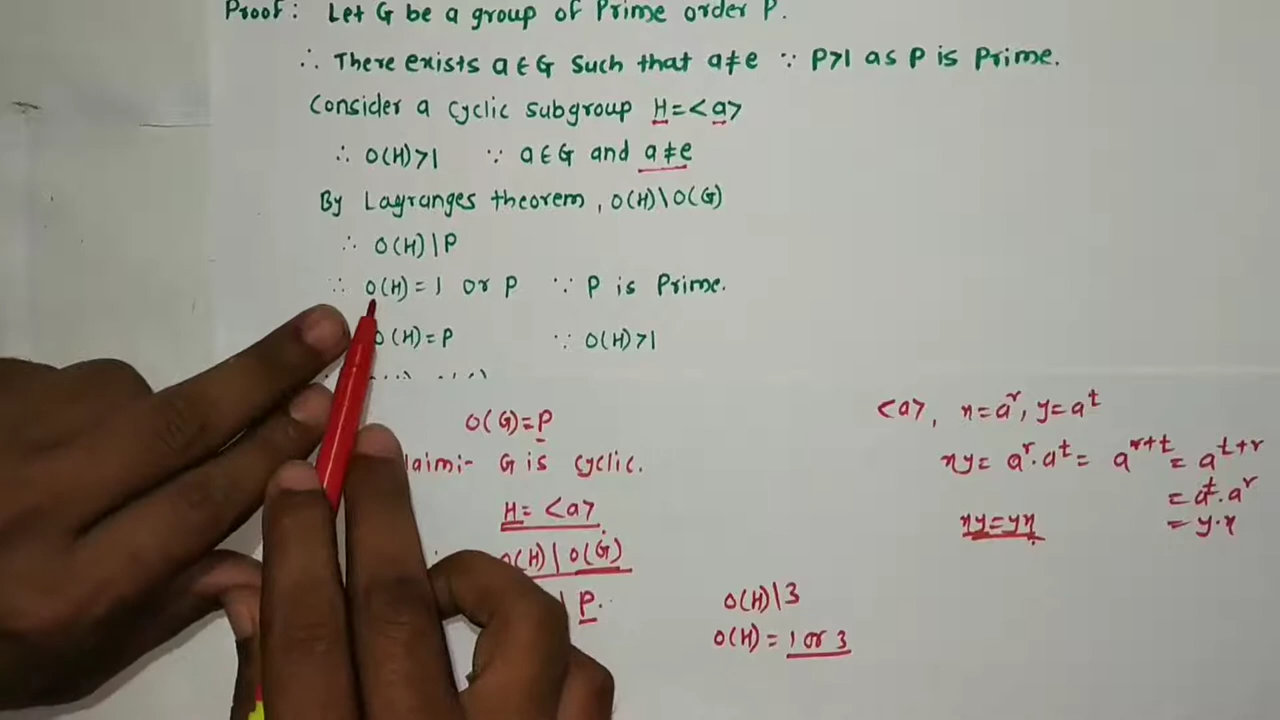 Proof: Let G be a group of Prime order P.
∴ There exists a∈G Such that a≠e ∵ P>1 as P is Prime.
Consider a cyclic subgroup H=<a>
∴ O(H)>1 ∵ a∈G and a≠e
By Lagranges theorem, O(H)\O(G)
∴ O(H)|P
∴ O(H)=1 or P ∵ P is Prime.
O(H)=P ∵ O(H)>1
O(G)=P
laim:- G is cyclic.
H=<a>
O(H)|O(G)
| P.
<a>, x=a^r, y=a^t
xy= a^r.a^t= a^r+t = a^t+r
= a^t.a^r
xy=yx = y.x
O(H)\3
O(H)= 1 or 3